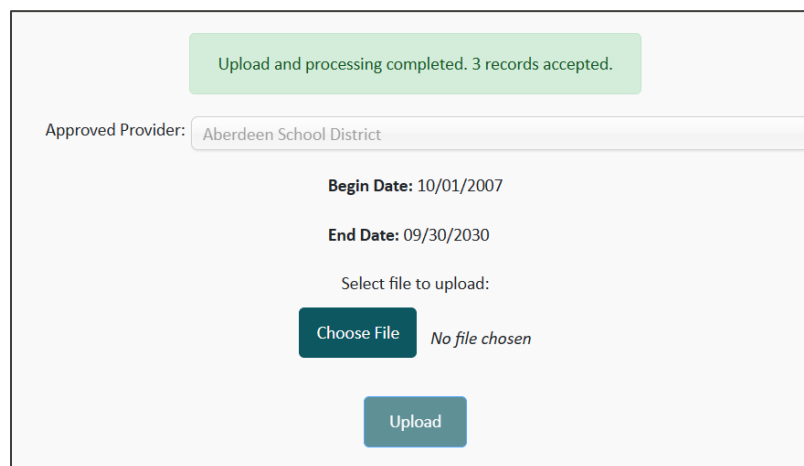 Upload and processing completed. 3 records accepted.
Approved Provider: Aberdeen School District
Begin Date: 10/01/2007
End Date: 09/30/2030
Select file to upload:
Choose File No file chosen
Upload